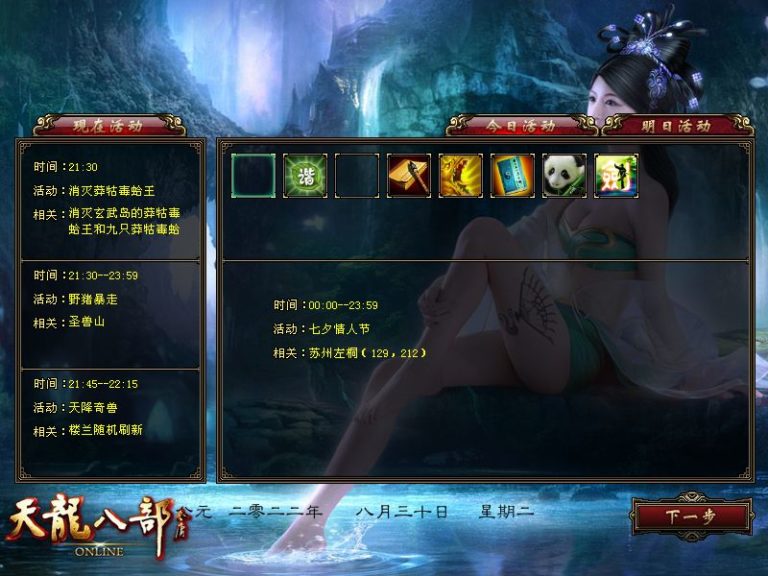 现在活动
今日活动
明日活动
时间：21:30
活动：消灭莽牯毒蛤王
相关：消灭玄武岛的莽牯毒
蛤王和九只莽牯毒蛤
时间：21:30--23:59
活动：野猪暴走
相关：圣兽山
时间：21:45--22:15
活动：天降奇兽
相关：楼兰随机刷新
谐
时间：00:00--23:59
活动：七夕情人节
相关：苏州左桐（129，212）
天龍八部
ONLINE
公元 二零二二年 八月三十日 星期二
下一步